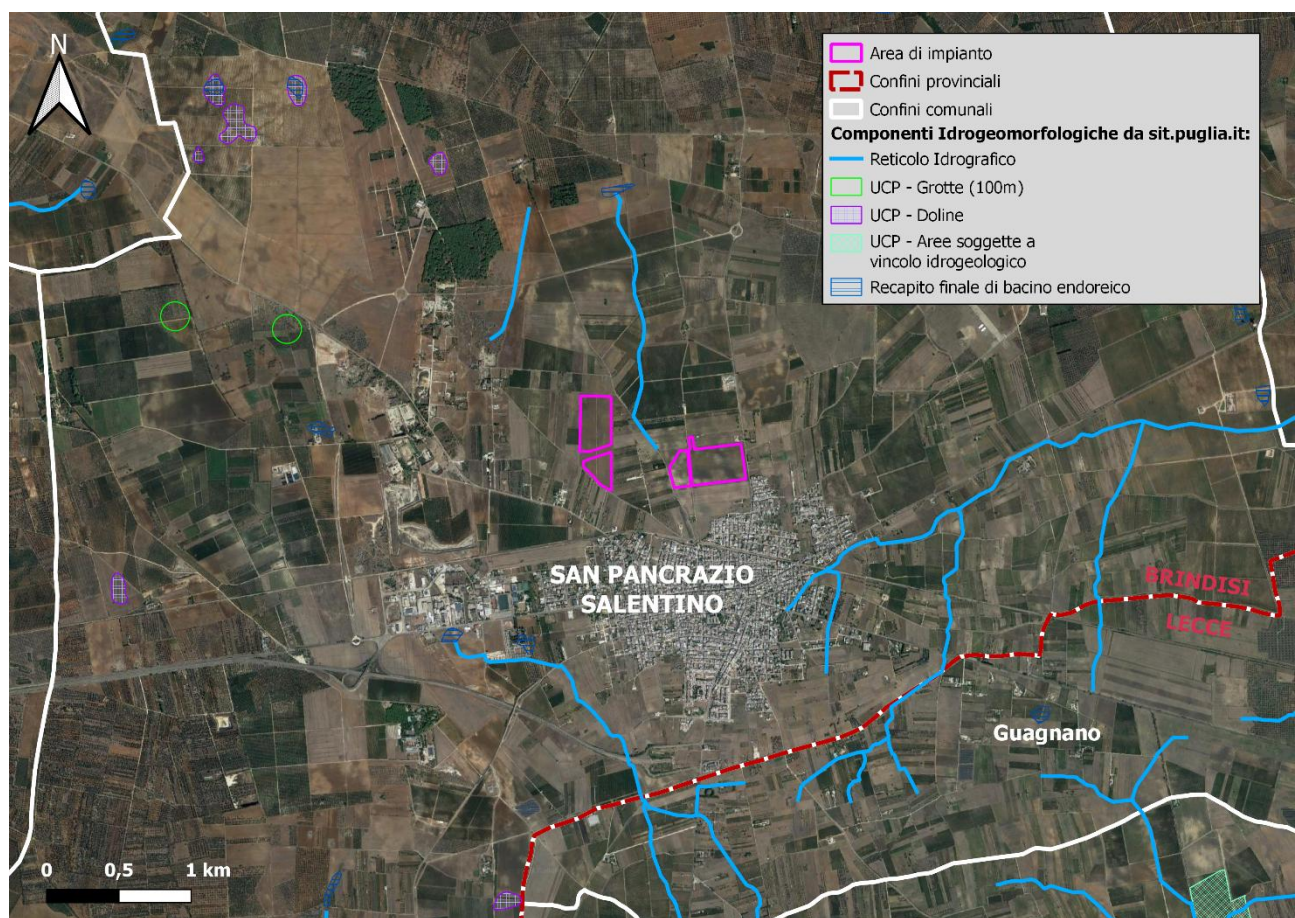 N
Area di impianto
Confini provinciali
Confini comunali
Componenti Idrogeomorfologiche da sit.puglia.it:
Reticolo Idrografico
UCP - Grotte (100m)
UCP - Doline
UCP - Aree soggette a
vincolo idrogeologico
Recapito finale di bacino endoreico
SAN PANCRAZIO
SALENTINO
BRINDISI
LECCE
Guagnano
0 0,5 1 km